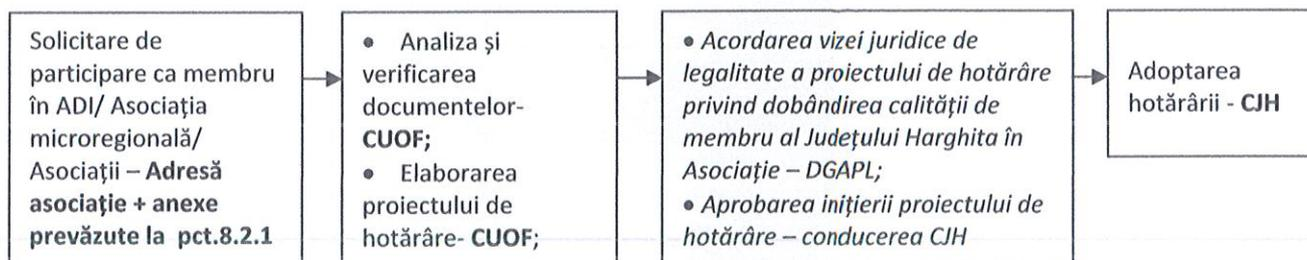 Solicitare de
participare ca membru
în ADI/ Asociația
microregională/
Asociații – Adresă
asociație + anexe
prevăzute la pct.8.2.1
• Analiza și
verificarea
documentelor-
CUOF;
• Elaborarea
proiectului de
hotărâre- CUOF;
• Acordarea vizei juridice de
legalitate a proiectului de hotărâre
privind dobândirea calității de
membru al Județului Harghita în
Asociație – DGAPL;
• Aprobarea inițierii proiectului de
hotărâre – conducerea CJH
Adoptarea
hotărârii - CJH